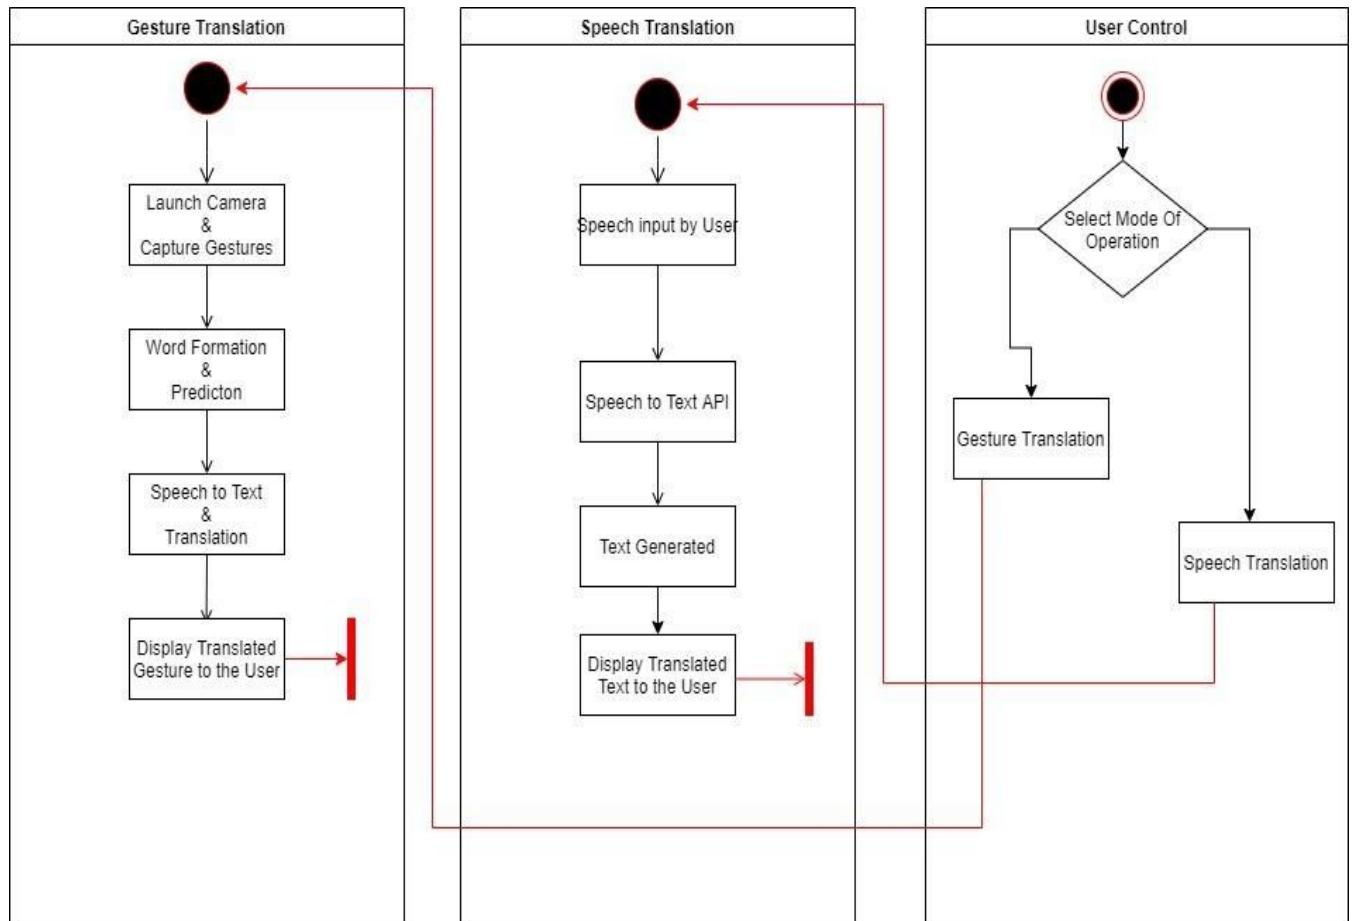 Gesture Translation
Launch Camera
&
Capture Gestures
Word Formation
&
Predicton
Speech to Text
&
Translation
Display Translated
Gesture to the User
Speech Translation
Speech input by User
Speech to Text API
Text Generated
Display Translated
Text to the User
User Control
Select Mode Of
Operation
Gesture Translation
Speech Translation